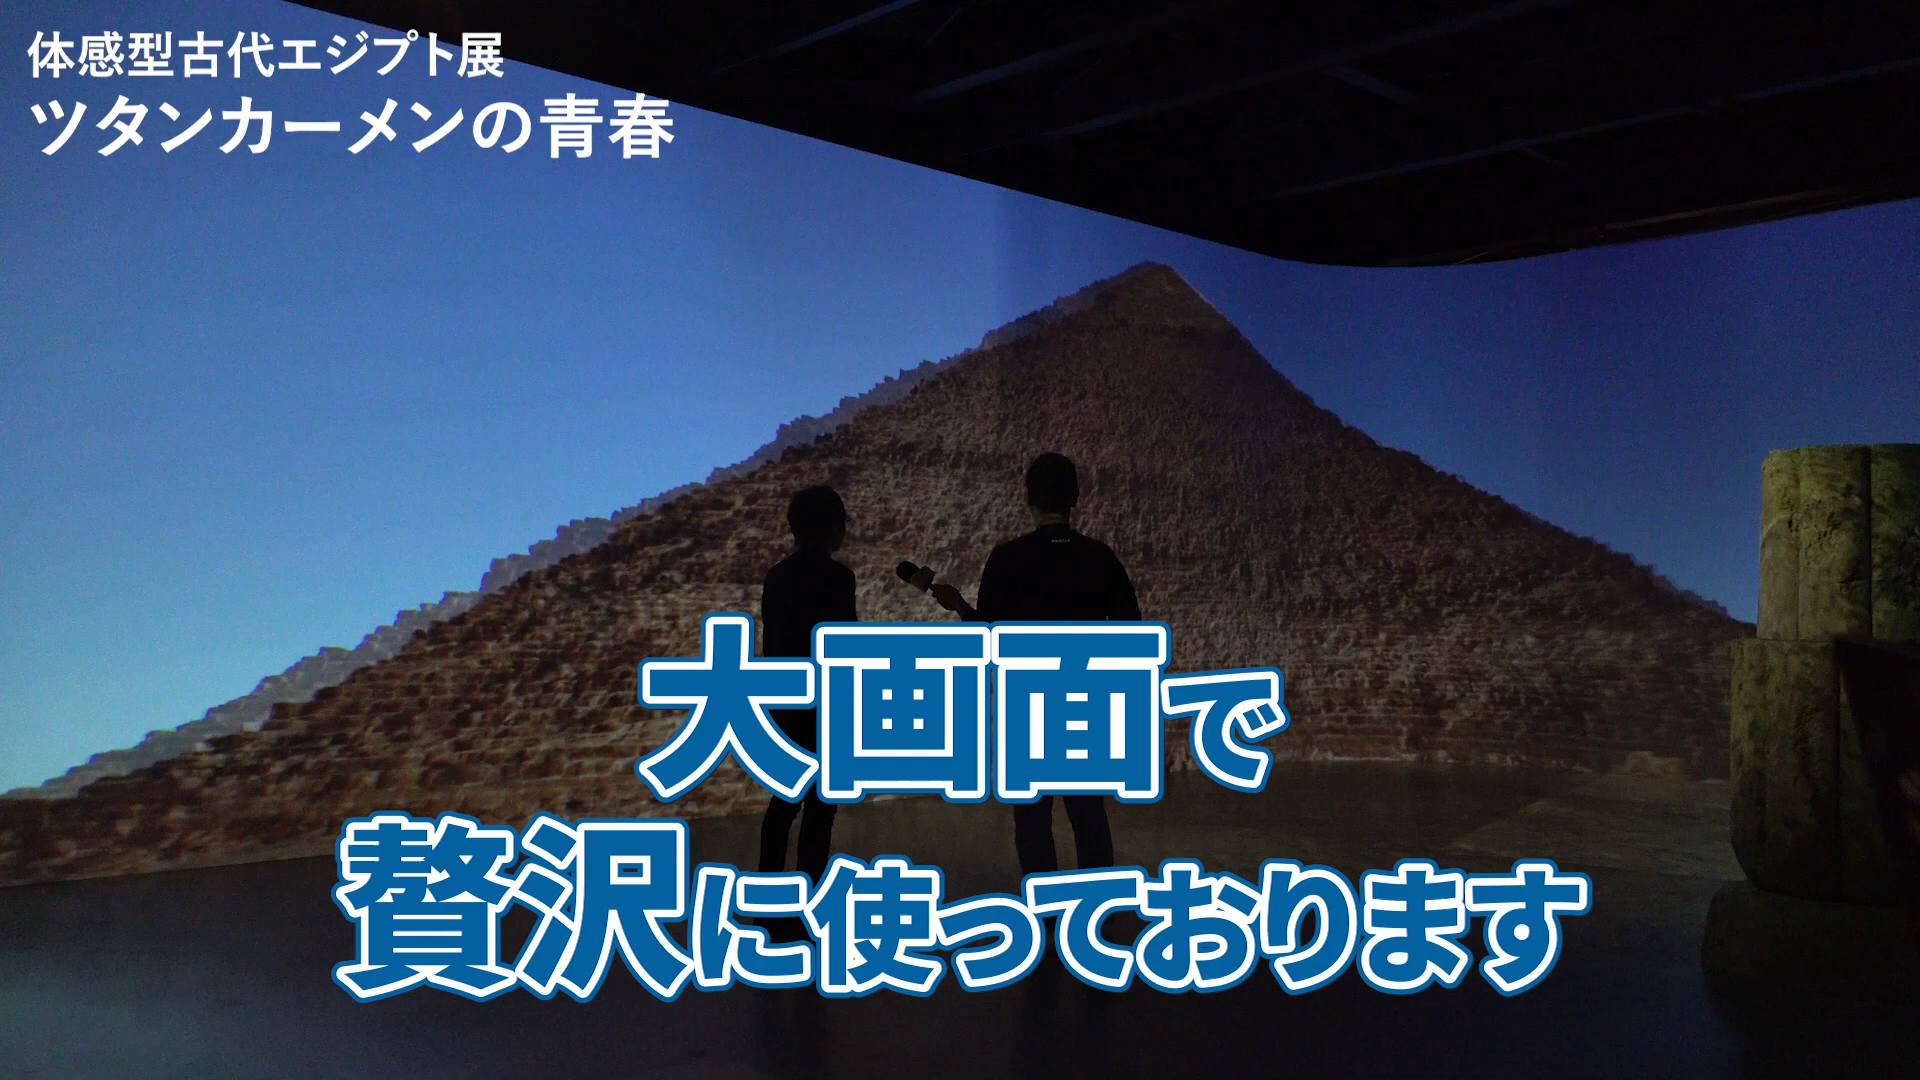 体感型古代エジプト展
ツタンカーメンの青春
大画面で
贅沢に使っております